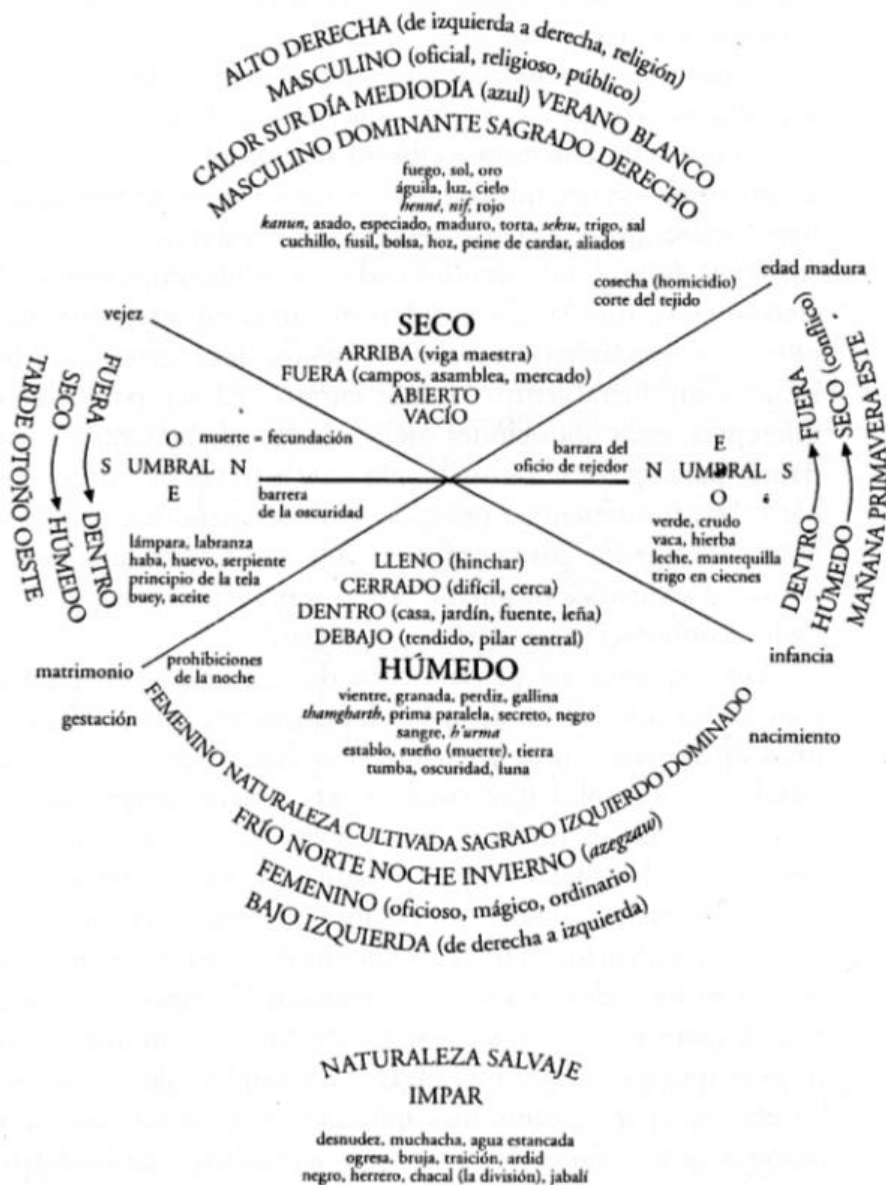 ALTO DERECHA (de izquierda a derecha, religión)
MASCULINO (oficial, religioso, público)
CALOR SUR DÍA MEDIODÍA (azul) VERANO BLANCO
MASCULINO DOMINANTE SAGRADO DERECHO
fuego, sol, oro
águila, luz, cielo
henné, nif, rojo
kanun, asado, especiado, maduro, torta, seksu, trigo, sal
cuchillo, fusil, bolsa, hoz, peine de cardar, aliados
edad madura
cosecha (homicidio)
corte del tejido
vejez
SECO
ARRIBA (viga maestra)
FUERA (campos, asamblea, mercado)
ABIERTO
VACÍO
TARDE OTOÑO OESTE
SECO
HÚMEDO
FUERA
DENTRO
O
muerte = fecundación
S UMBRAL N
E
barrera
de la oscuridad
lámpara, labranza
haba, huevo, serpiente
principio de la tela
buey, aceite
barrara del
oficio de tejedor
E
N UMBRAL S
O
verde, crudo
vaca, hierba
leche, mantequilla
trigo en ciecnes
DENTRO
FUERA
HÚMEDO
SECO (conflico)
MAÑANA PRIMAVERA ESTE
LLENO (hinchar)
CERRADO (difícil, cerca)
DENTRO (casa, jardín, fuente, leña)
DEBAJO (tendido, pilar central)
HÚMEDO
matrimonio
prohibiciones
de la noche
infancia
gestación
nacimiento
vientre, granada, perdiz, gallina
thamgharth, prima paralela, secreto, negro
sangre, h'urma
establo, sueño (muerte), tierra
tumba, oscuridad, luna
FEMENINO NATURALEZA CULTIVADA SAGRADO IZQUIERDO DOMINADO
FRÍO NORTE NOCHE INVIERNO (azegzaw)
FEMENINO (oficioso, mágico, ordinario)
BAJO IZQUIERDA (de derecha a izquierda)
NATURALEZA SALVAJE
IMPAR
desnudez, muchacha, agua estancada
ogresa, bruja, traición, ardid
negro, herrero, chacal (la división), jabalí